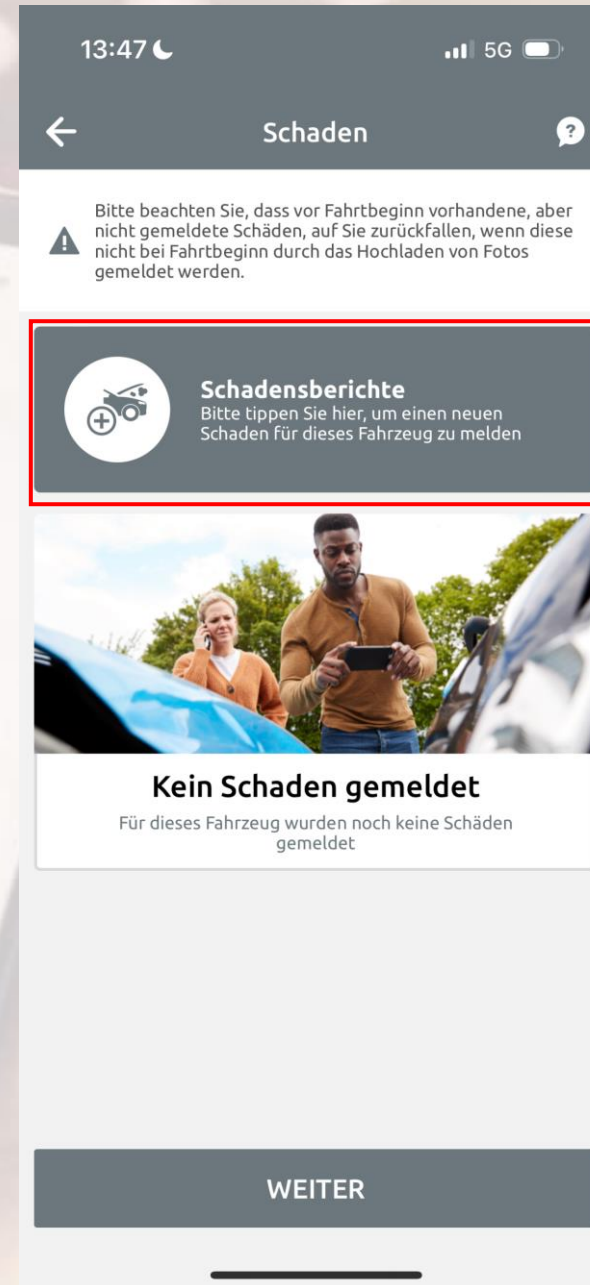 13:47
5G
Schaden
?
Bitte beachten Sie, dass vor Fahrtbeginn vorhandene, aber
nicht gemeldete Schäden, auf Sie zurückfallen, wenn diese
nicht bei Fahrtbeginn durch das Hochladen von Fotos
gemeldet werden.
Schadensberichte
Bitte tippen Sie hier, um einen neuen
Schaden für dieses Fahrzeug zu melden
Kein Schaden gemeldet
Für dieses Fahrzeug wurden noch keine Schäden
gemeldet
WEITER